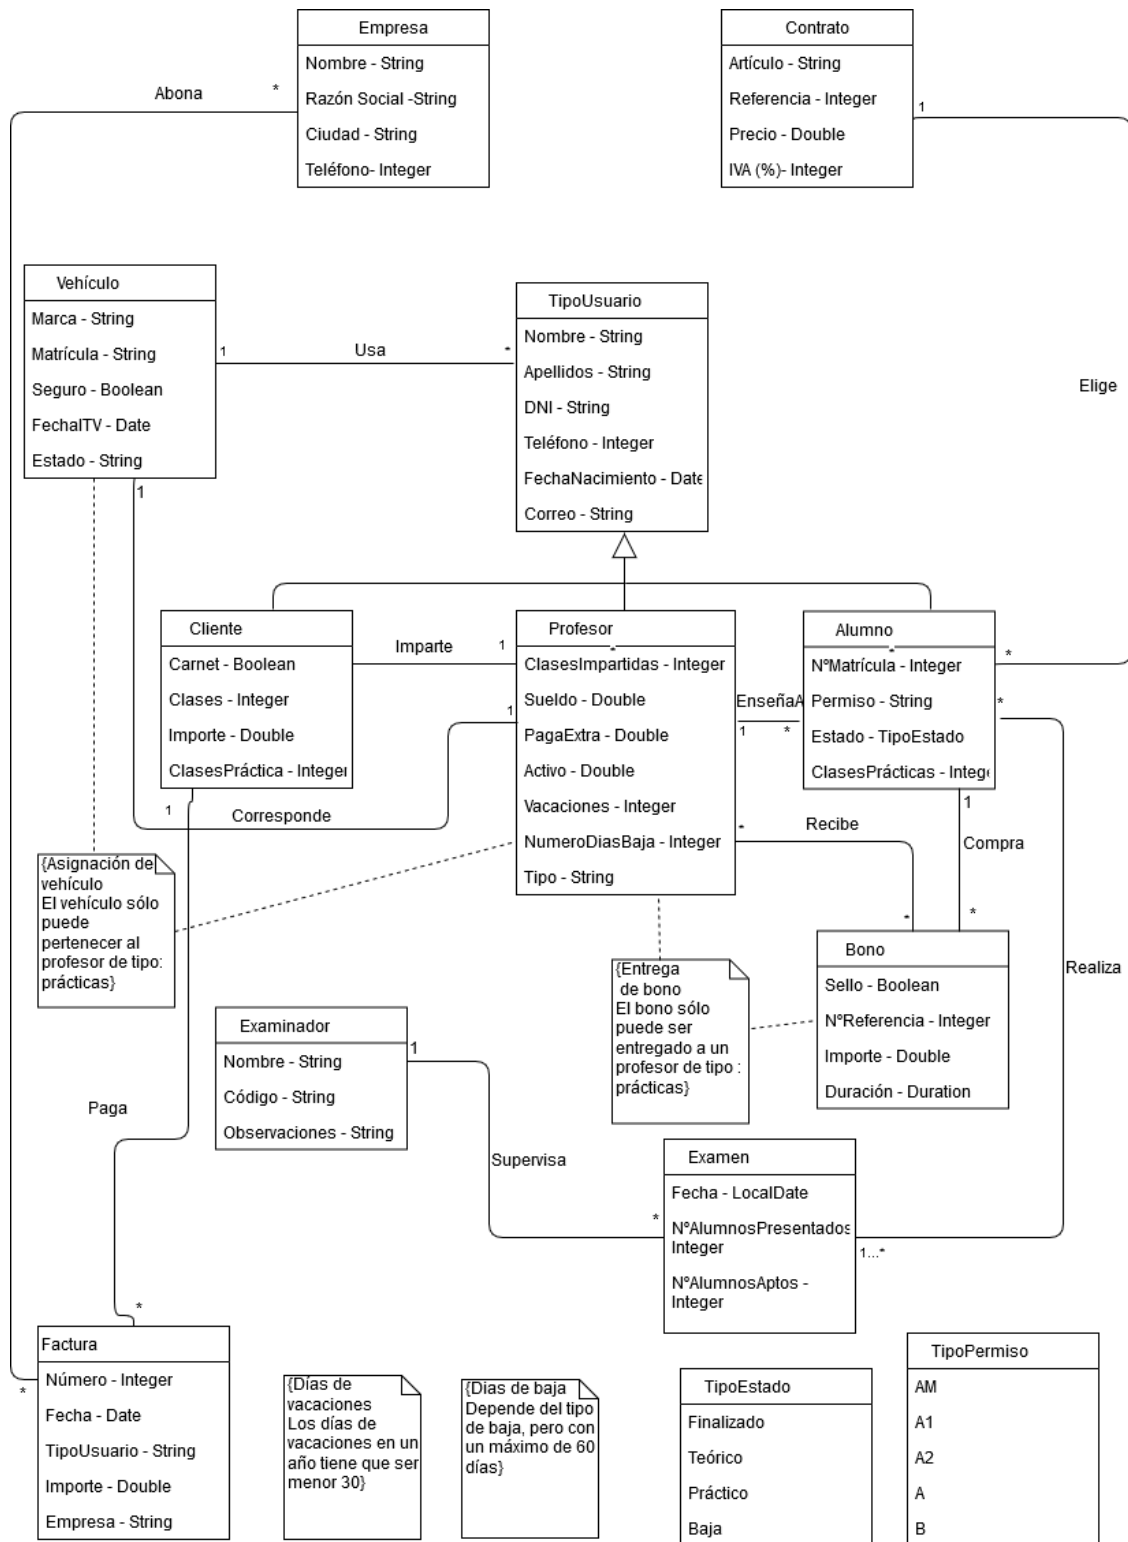 Empresa
Nombre - String
Razón Social -String
Ciudad - String
Teléfono- Integer
Contrato
Artículo - String
Referencia - Integer
Precio - Double
IVA (%)- Integer
Abona
*
1
Vehículo
Marca - String
Matrícula - String
Seguro - Boolean
FechaITV - Date
Estado - String
1
Usa
*
TipoUsuario
Nombre - String
Apellidos - String
DNI - String
Teléfono - Integer
FechaNacimiento - Date
Correo - String
Elige
1
Cliente
Carnet - Boolean
Clases - Integer
Importe - Double
ClasesPráctica - Integer
Imparte
1
Profesor
*
ClasesImpartidas - Integer
Sueldo - Double
PagaExtra - Double
Activo - Double
Vacaciones - Integer
NumeroDiasBaja - Integer
Tipo - String
1
EnseñaA
1
*
Alumno
*
NºMatrícula - Integer
Permiso - String
Estado - TipoEstado
ClasesPrácticas - Intege
*
*
1
Corresponde
Recibe
*
*
1
Compra
*
{Asignación de
vehículo
El vehículo sólo
puede
pertenecer al
profesor de tipo:
prácticas}
{Entrega
de bono
El bono sólo
puede ser
entregado a un
profesor de tipo :
prácticas}
Bono
Sello - Boolean
NºReferencia - Integer
Importe - Double
Duración - Duration
Realiza
Examinador
Nombre - String
Código - String
Observaciones - String
1
Paga
Supervisa
*
Examen
Fecha - LocalDate
NºAlumnosPresentados
Integer
NºAlumnosAptos -
Integer
1...*
*
*
Factura
Número - Integer
Fecha - Date
TipoUsuario - String
Importe - Double
Empresa - String
{Días de
vacaciones
Los días de
vacaciones en un
año tiene que ser
menor 30}
{Dias de baja
Depende del tipo
de baja, pero con
un máximo de 60
días}
TipoEstado
Finalizado
Teórico
Práctico
Baja
TipoPermiso
AM
A1
A2
A
B